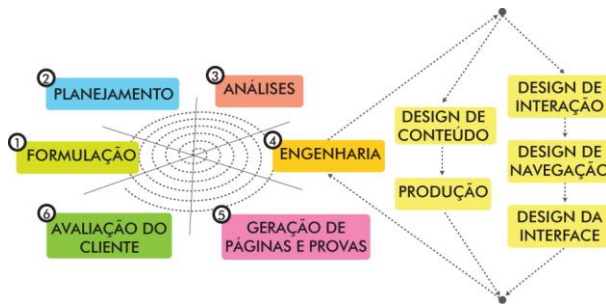 2
PLANEJAMENTO
3
ANÁLISES
1
FORMULAÇÃO
4
ENGENHARIA
6
AVALIAÇÃO DO
CLIENTE
5
GERAÇÃO DE
PÁGINAS E PROVAS
DESIGN DE
CONTEÚDO
PRODUÇÃO
DESIGN DE
INTERAÇÃO
DESIGN DE
NAVEGAÇÃO
DESIGN DA
INTERFACE